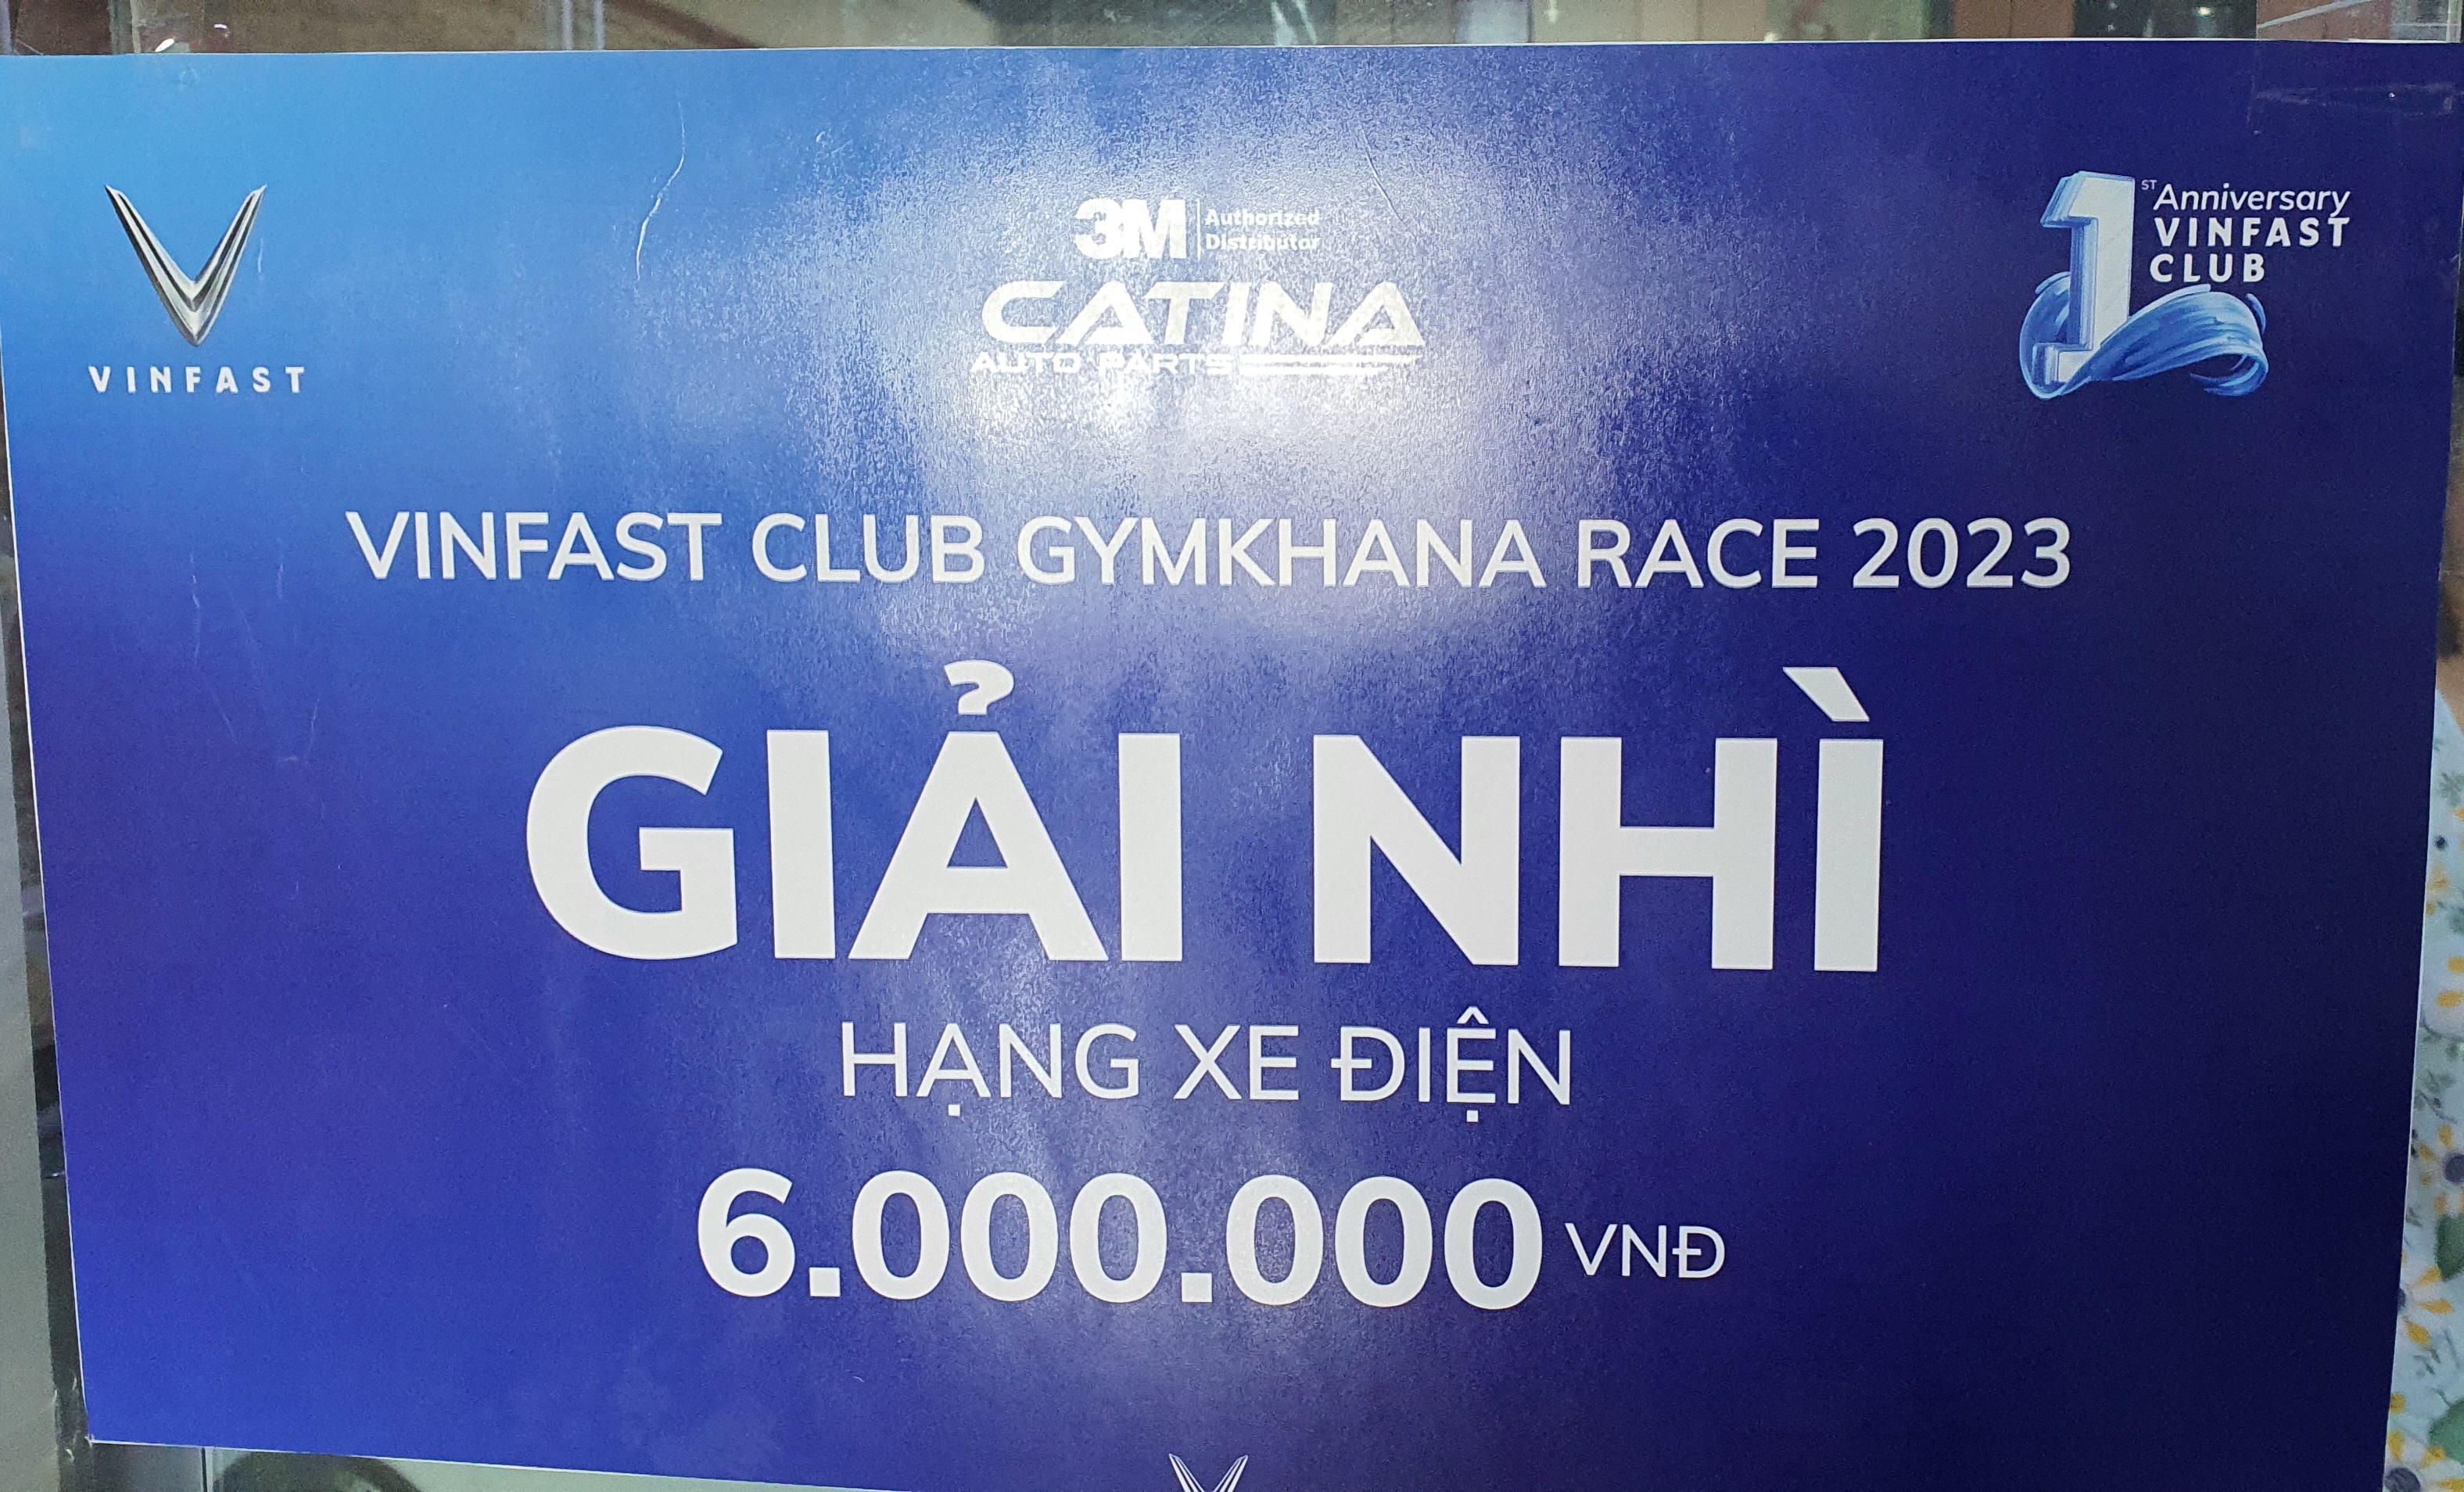 VINFAST
3M Authorized
Distributor
CATINA
AUTO PARTS
1ST Anniversary
VINFAST
CLUB
VINFAST CLUB GYMKHANA RACE 2023
GIẢI NHÌ
HẠNG XE ĐIỆN
6.000.000 VNĐ